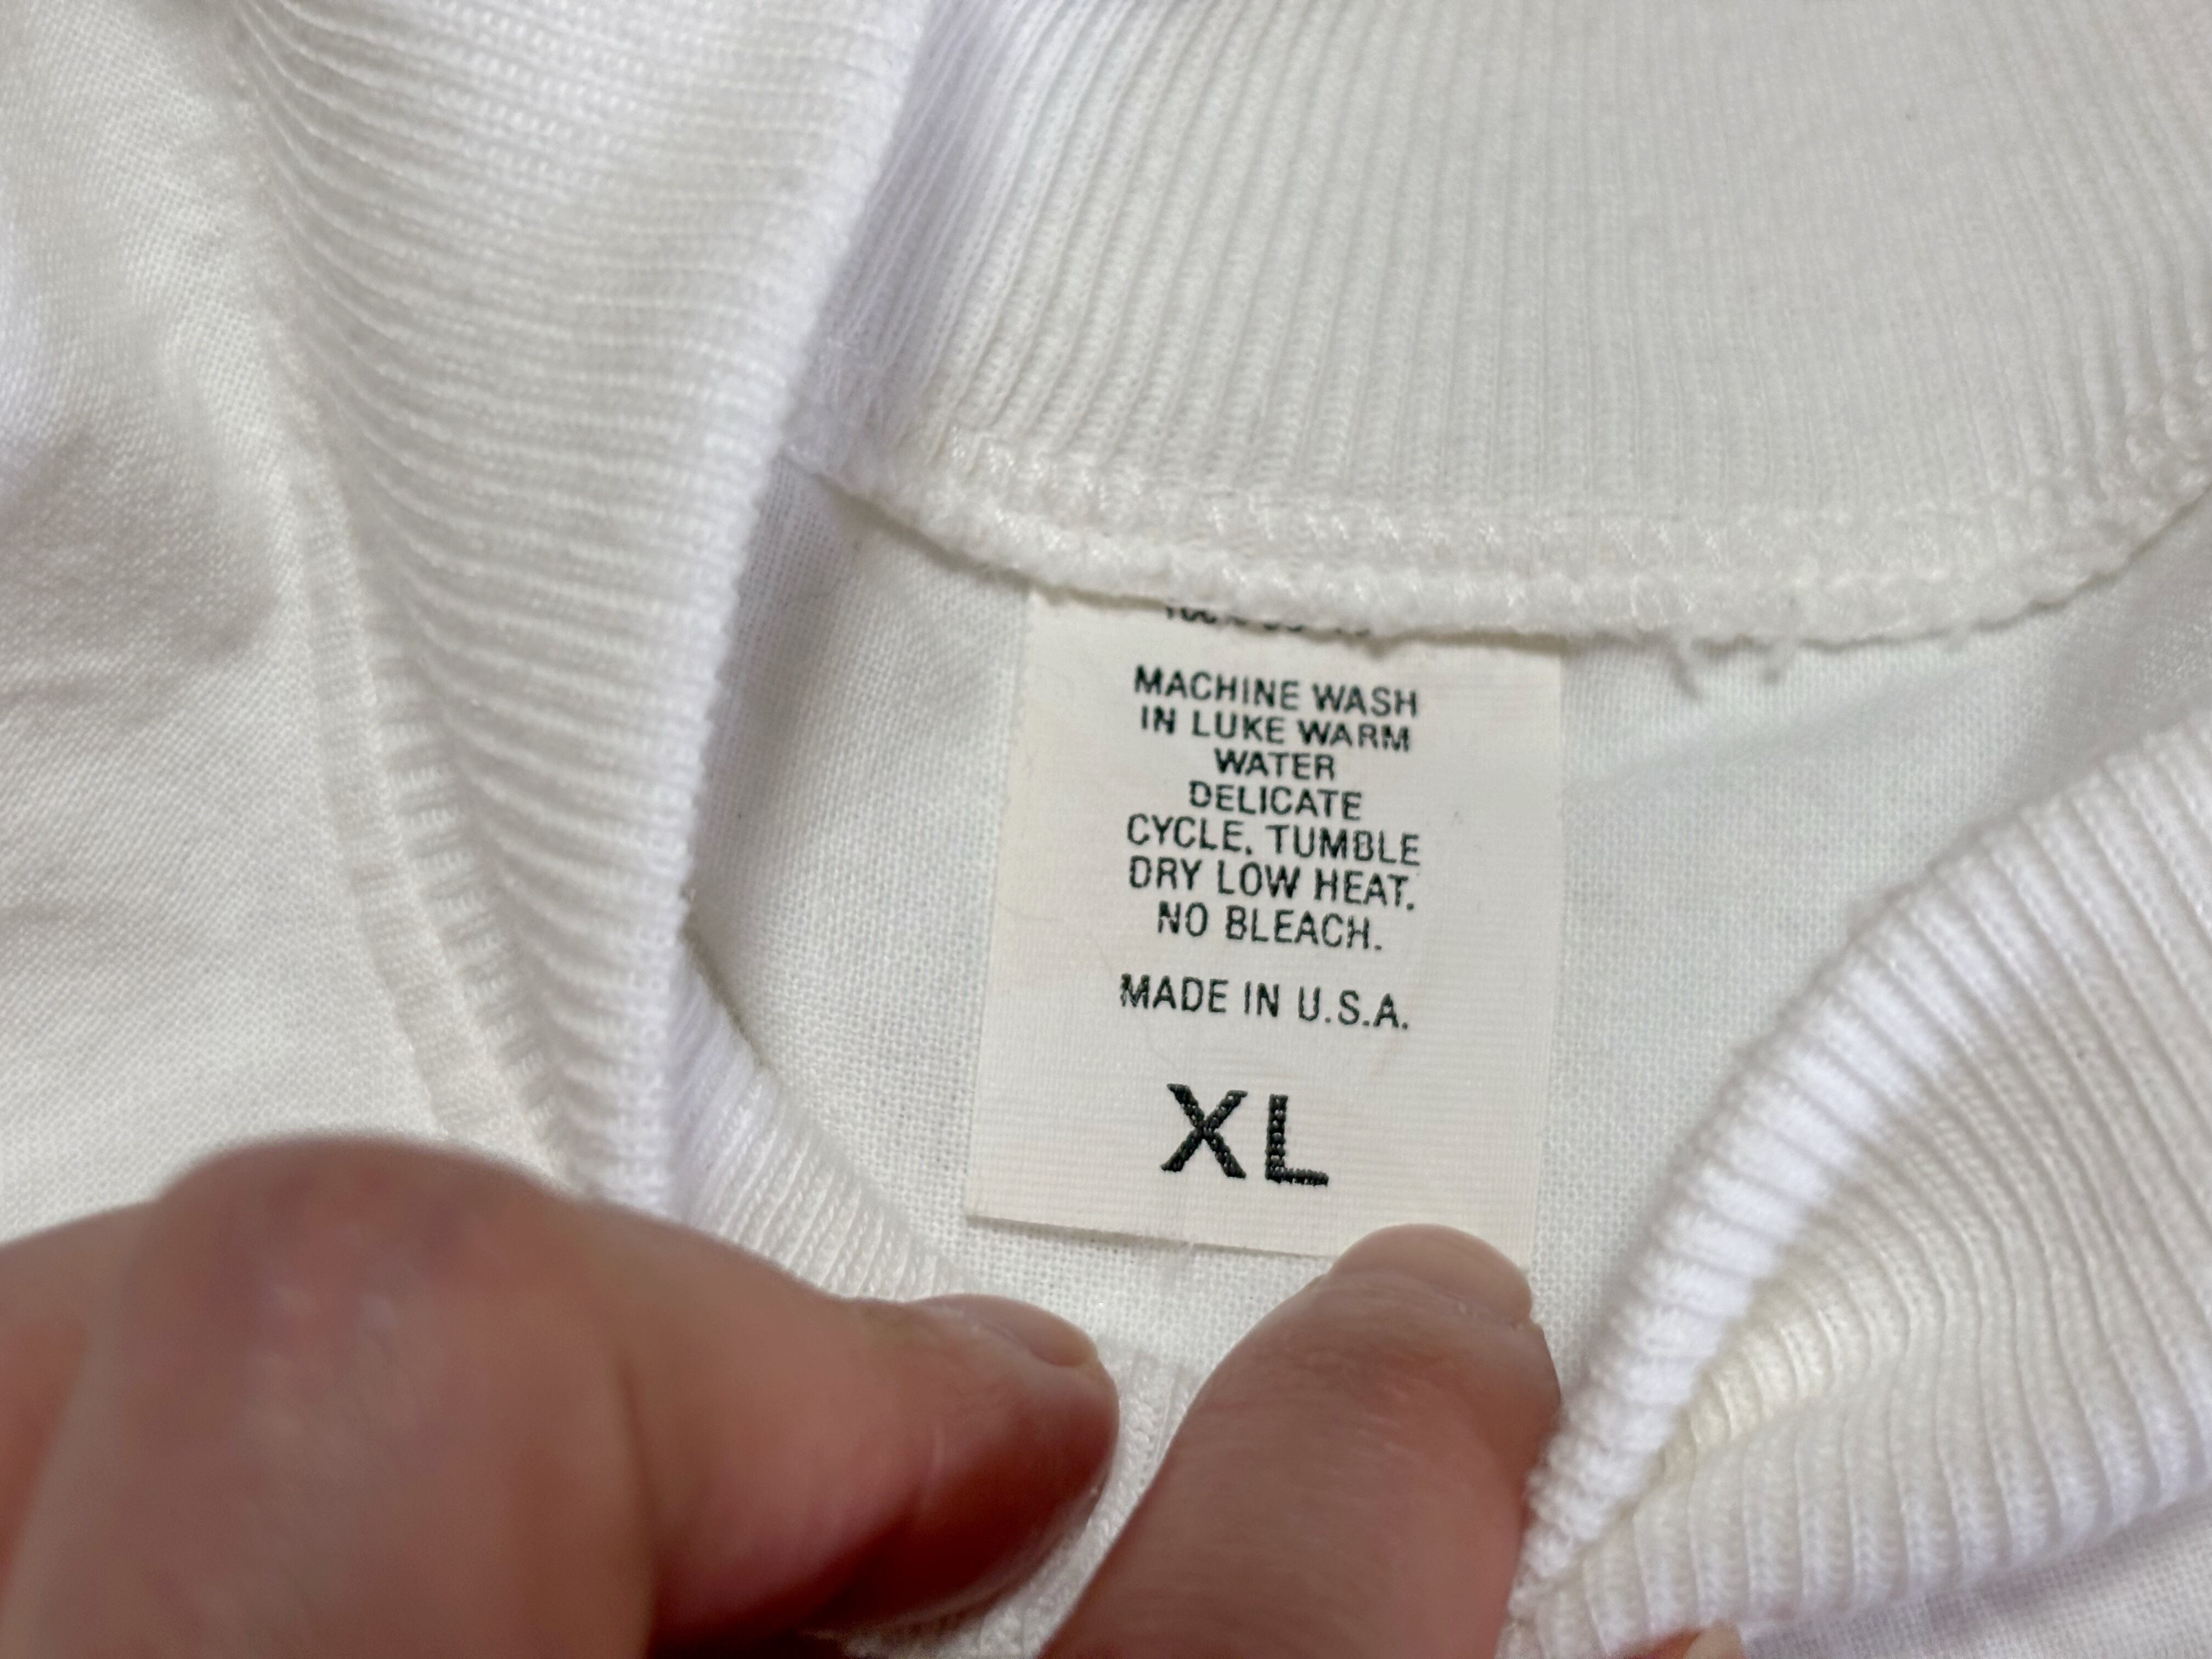 MACHINE WASH
IN LUKE WARM
WATER
DELICATE
CYCLE. TUMBLE
DRY LOW HEAT.
NO BLEACH.
MADE IN U.S.A.
XL